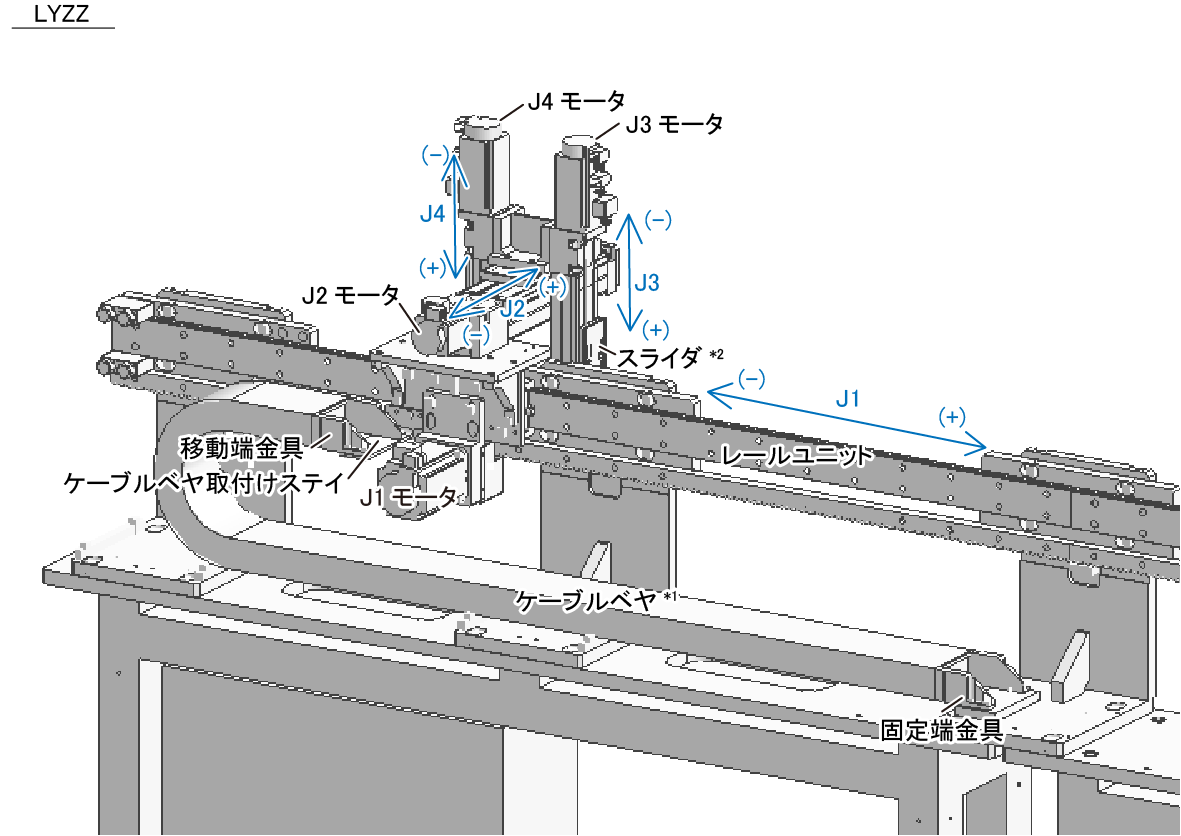 LYZZ
J4 モータ
J3 モータ
(-)
J4
(+)
(-)
J3
(+)
J2 モータ
(+)
J2
(-)
スライダ *2
(-)
J1
(+)
レールユニット
移動端金具
ケーブルベヤ取付けステイ
J1 モータ
ケーブルベヤ *1
固定端金具